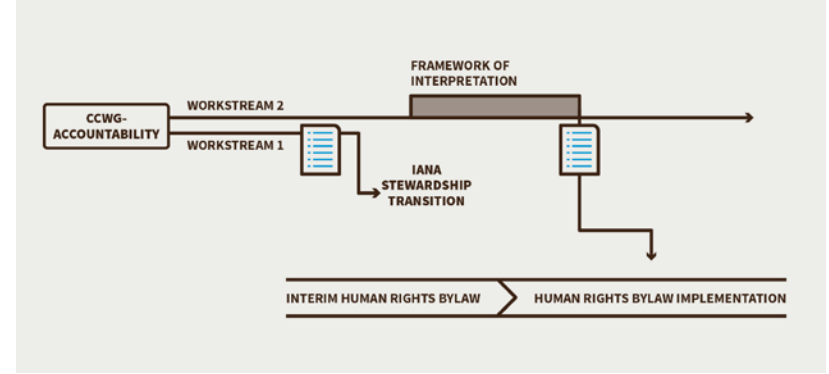 FRAMEWORK OF
INTERPRETATION
WORKSTREAM 2
CCWG-
ACCOUNTABILITY
WORKSTREAM 1
IANA
STEWARDSHIP
TRANSITION
INTERIM HUMAN RIGHTS BYLAW
HUMAN RIGHTS BYLAW IMPLEMENTATION